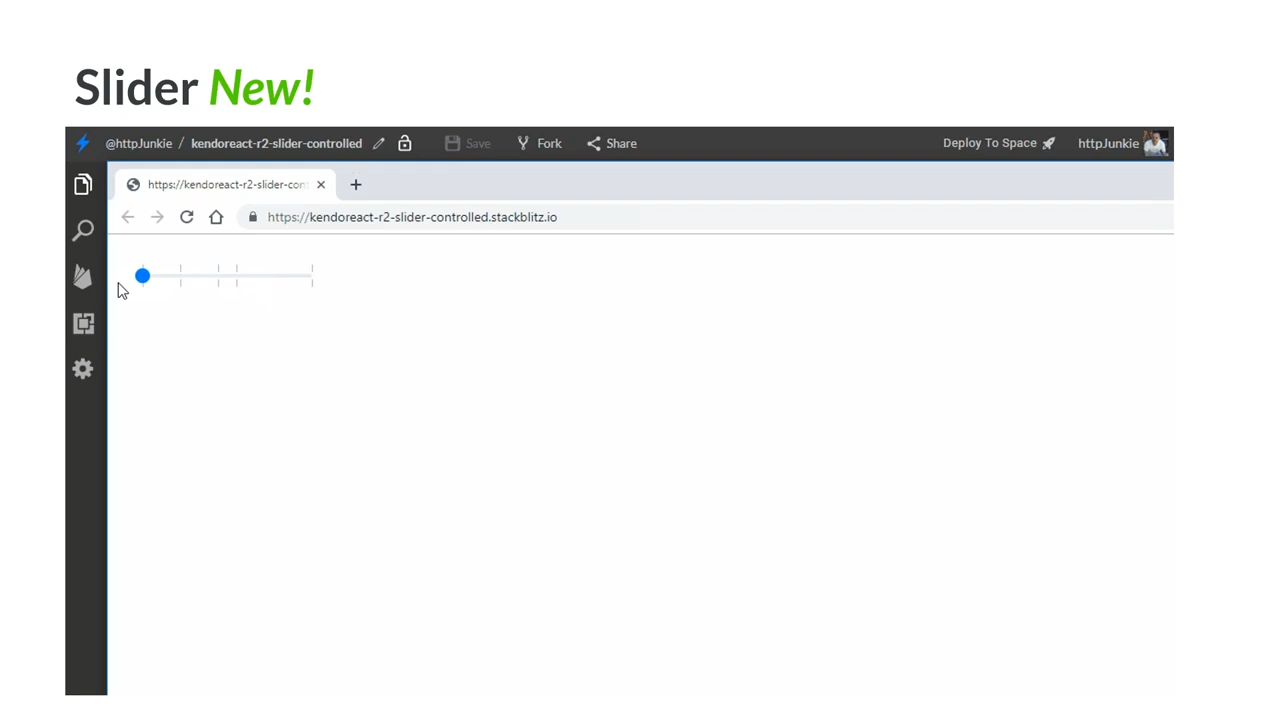 Slider New!
@httpJunkie / kendoreact-r2-slider-controlled Save Fork Share Deploy To Space httpJunkie
https://kendoreact-r2-slider-con
https://kendoreact-r2-slider-controlled.stackblitz.io